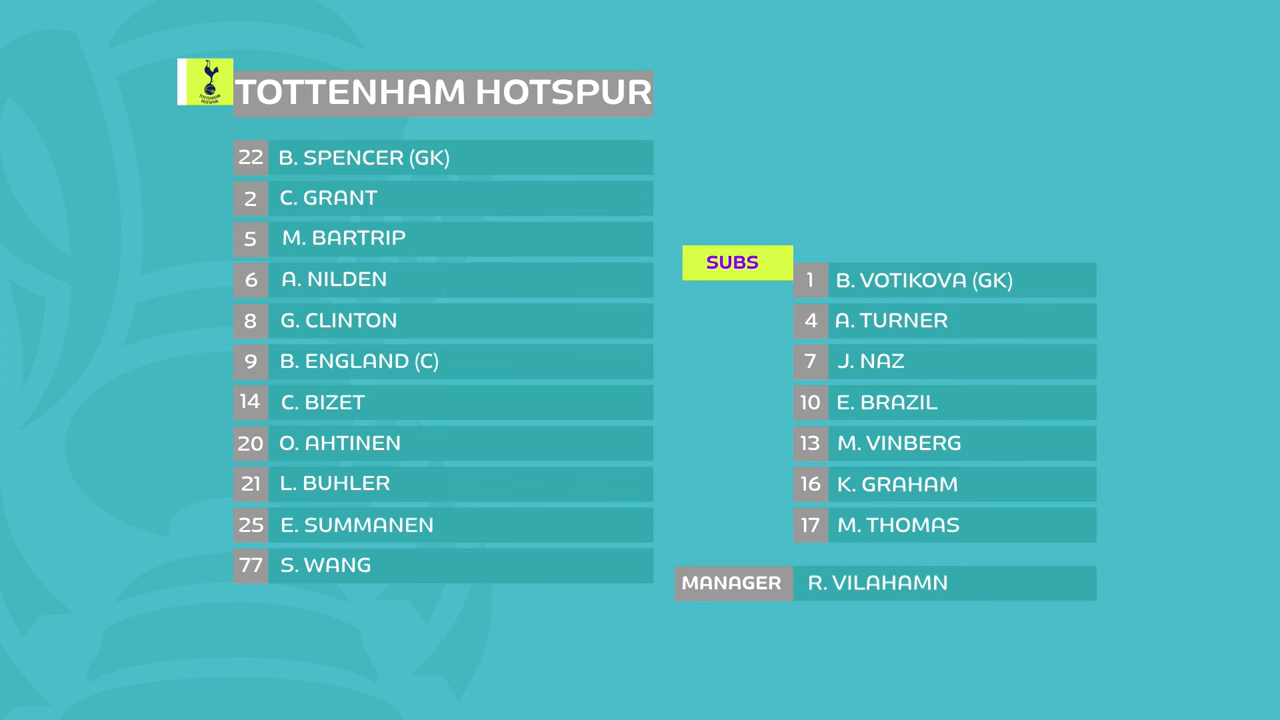 TOTTENHAM HOTSPUR
TOTTENHAM
HOTSPUR
22 B. SPENCER (GK)
2 C. GRANT
5 M. BARTRIP
6 A. NILDEN
8 G. CLINTON
9 B. ENGLAND (C)
14 C. BIZET
20 O. AHTINEN
21 L. BUHLER
25 E. SUMMANEN
77 S. WANG
SUBS
1 B. VOTIKOVA (GK)
4 A. TURNER
7 J. NAZ
10 E. BRAZIL
13 M. VINBERG
16 K. GRAHAM
17 M. THOMAS
MANAGER R. VILAHAMN